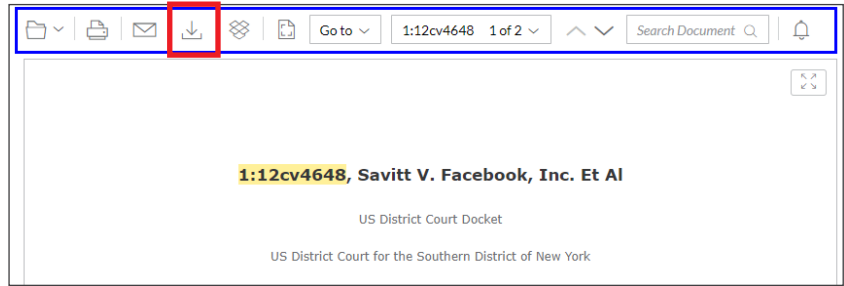 Go to 1:12cv4648 1 of 2 Search Document
1:12cv4648, Savitt V. Facebook, Inc. Et Al
US District Court Docket
US District Court for the Southern District of New York